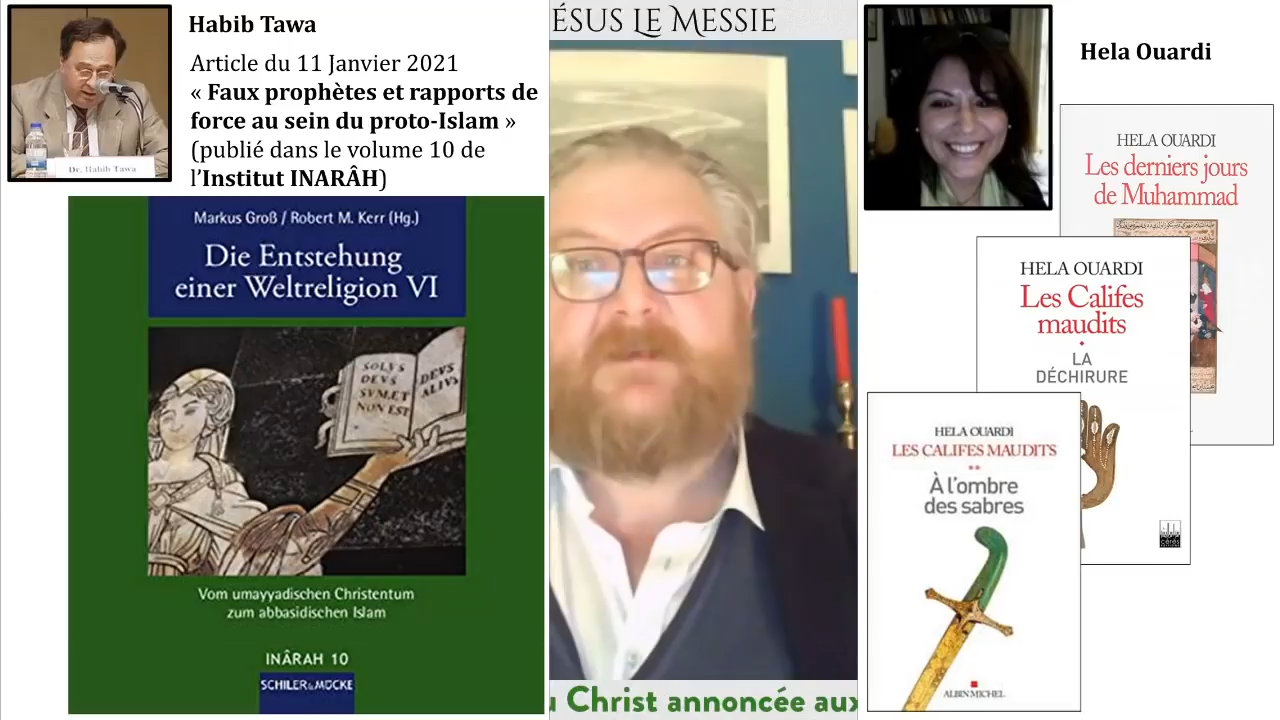 Habib Tawa
Article du 11 Janvier 2021
« Faux prophètes et rapports de
force au sein du proto-Islam »
(publié dans le volume 10 de
l'Institut INARÂH)
Dr. Habib Tawa
Markus Groß / Robert M. Kerr (Hg.)
Die Entstehung
einer Weltreligion VI
SOLVS
DEVS
SVMET
NON EST
DEVS
ALIVS
Vom umayyadischen Christentum
zum abbasidischen Islam
INÂRAH 10
SCHILER & MÜCKE
ÉSUS LE MESSIE
u Christ annoncée aux
Hela Ouardi
HELA OUARDI
Les derniers jours
de Muhammad
HELA OUARDI
Les Califes
maudits
LA
DÉCHIRURE
cérès
HELA OUARDI
LES CALIFES MAUDITS
À l'ombre
des sabres
ALBIN MICHEL